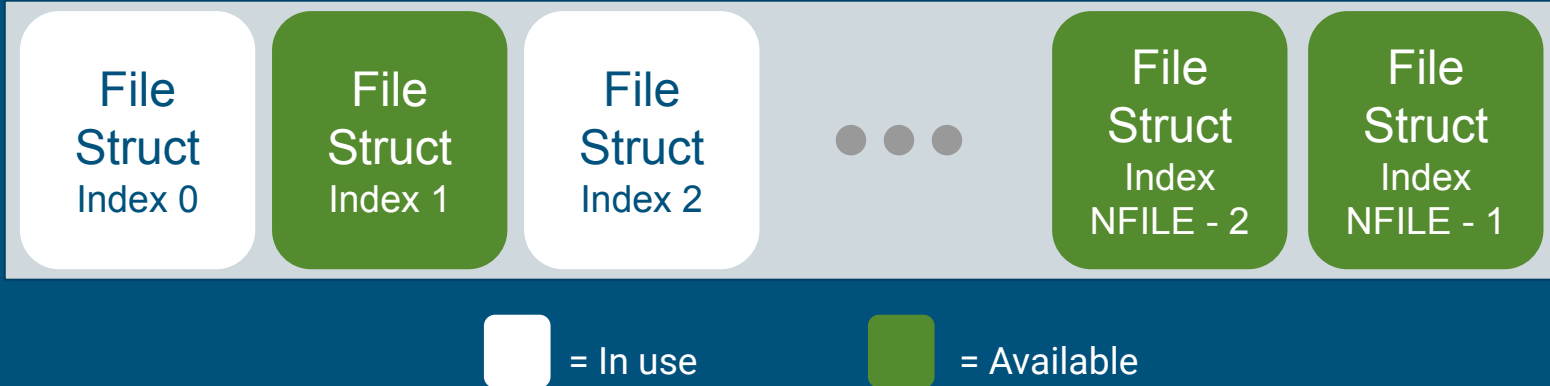 File
Struct
Index 0
File
Struct
Index 1
File
Struct
Index 2
File
Struct
Index
NFILE - 2
File
Struct
Index
NFILE - 1
= In use
= Available